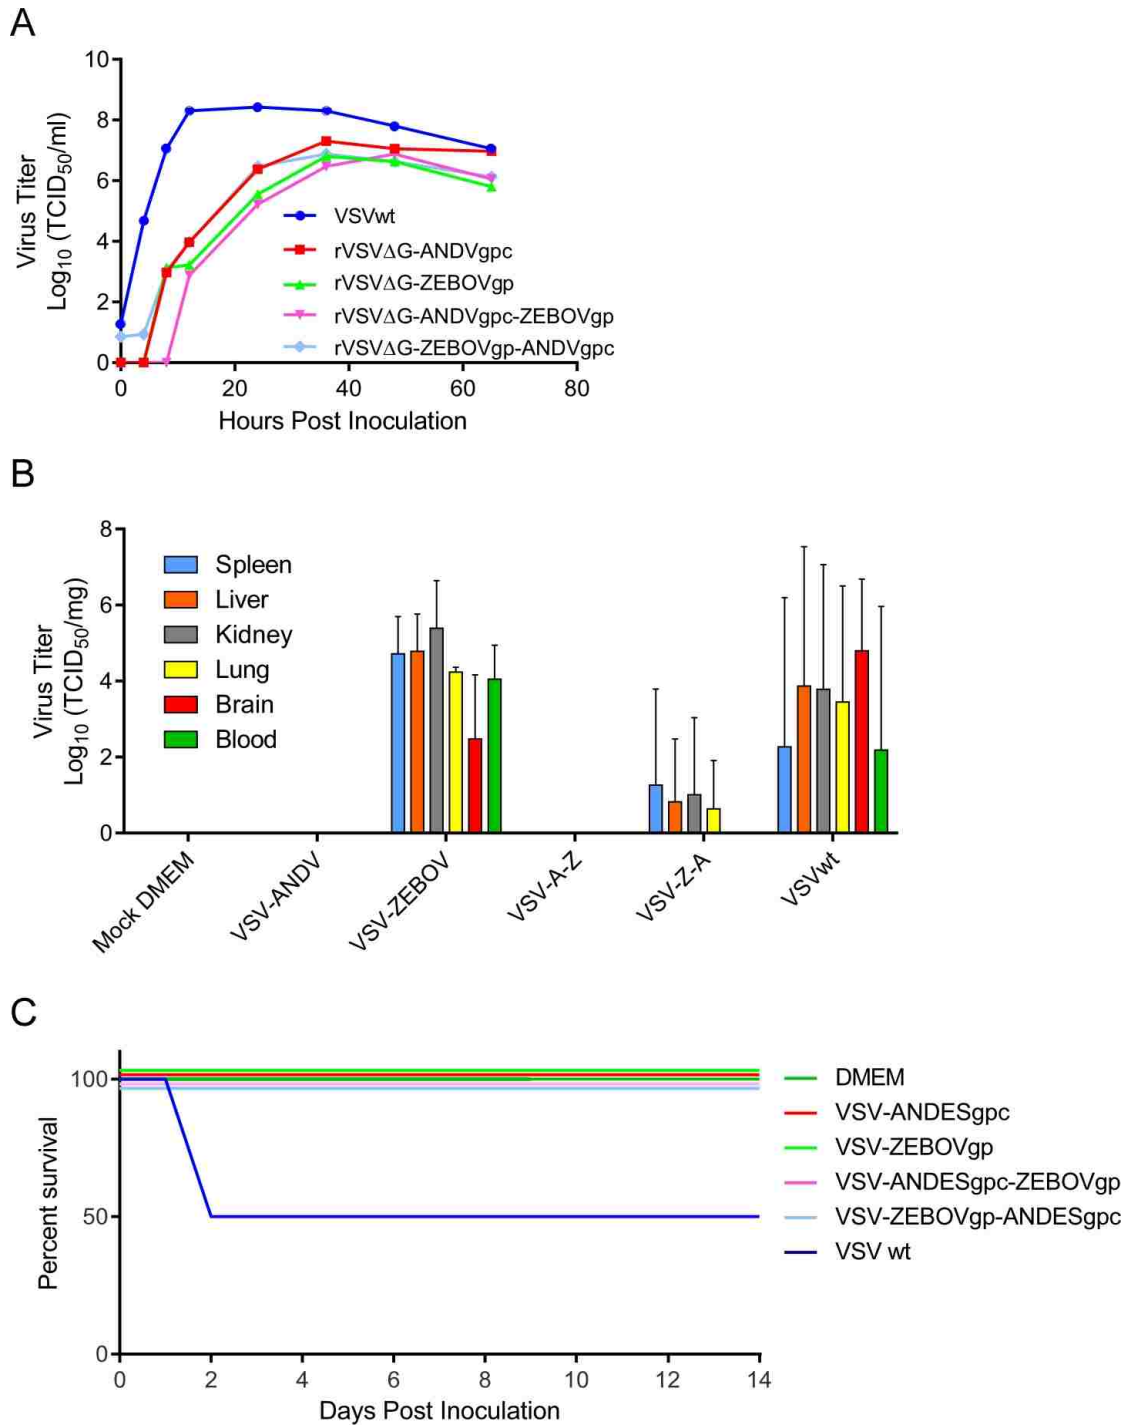 A
10
8
6
4
2
0
Virus Titer
Log10 (TCID50/ml)
VSVwt
rVSVΔG-ANDVgpc
rVSVΔG-ZEBOVgp
rVSVΔG-ANDVgpc-ZEBOVgp
rVSVΔG-ZEBOVgp-ANDVgpc
0 20 40 60 80
Hours Post Inoculation
B
8
6
4
2
0
Virus Titer
Log10 (TCID50/mg)
Spleen
Liver
Kidney
Lung
Brain
Blood
Mock DMEM
VSV-ANDV
VSV-ZEBOV
VSV-A-Z
VSV-Z-A
VSVwt
C
100
50
0
Percent survival
DMEM
VSV-ANDESgpc
VSV-ZEBOVgp
VSV-ANDESgpc-ZEBOVgp
VSV-ZEBOVgp-ANDESgpc
VSV wt
0 2 4 6 8 10 12 14
Days Post Inoculation